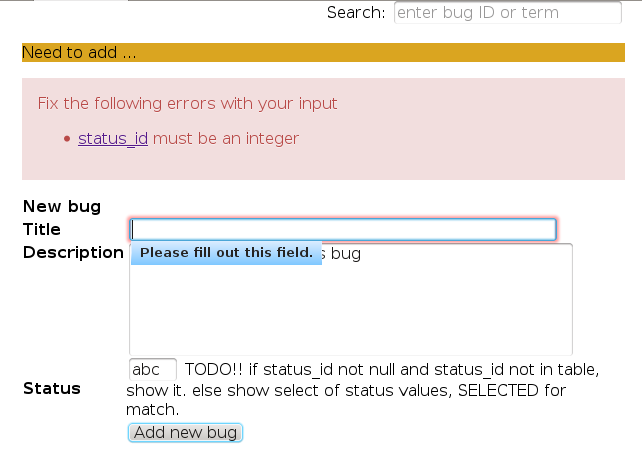 Search: enter bug ID or term
Need to add ...
Fix the following errors with your input
• status_id must be an integer
New bug
Title
Description
Please fill out this field.
bug
abc TODO!! if status_id not null and status_id not in table,
Status
show it. else show select of status values, SELECTED for
match.
Add new bug